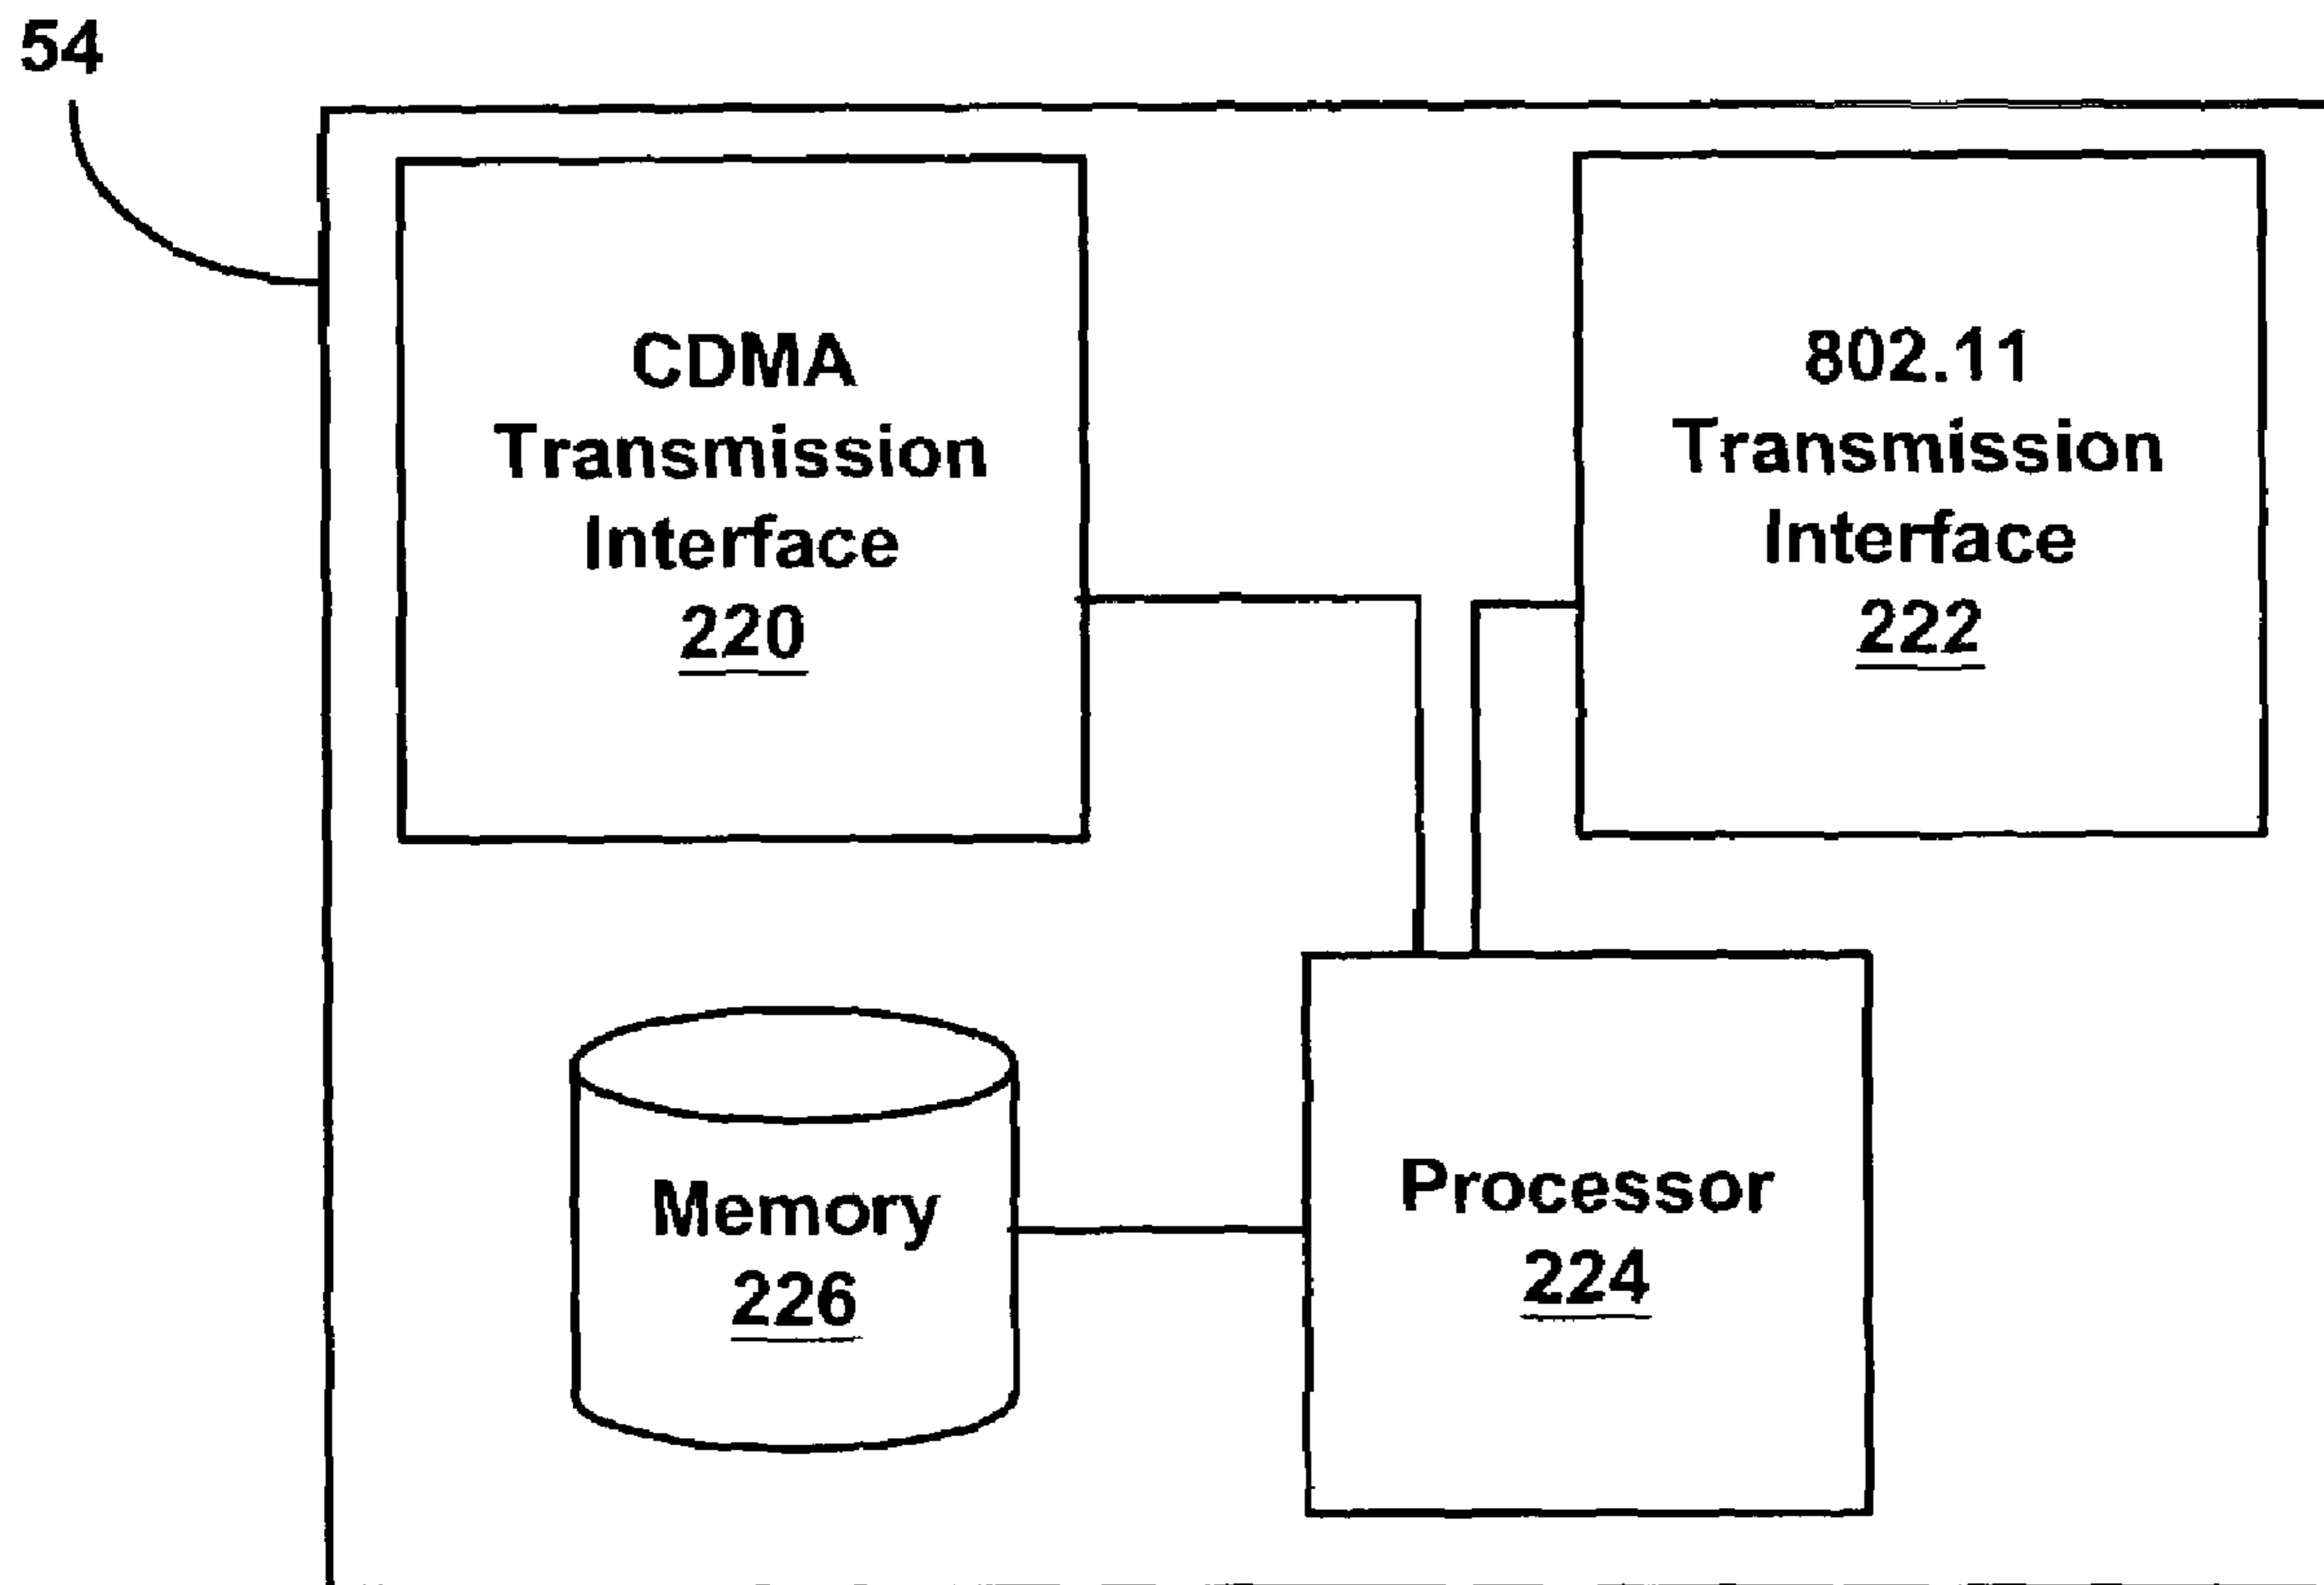 54
CDMA
Transmission
Interface
220
802.11
Transmission
Interface
222
Memory
226
Processor
224